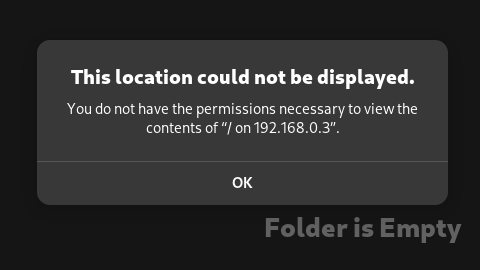 This location could not be displayed.
You do not have the permissions necessary to view the
contents of “/ on 192.168.0.3”.
OK
Folder is Empty